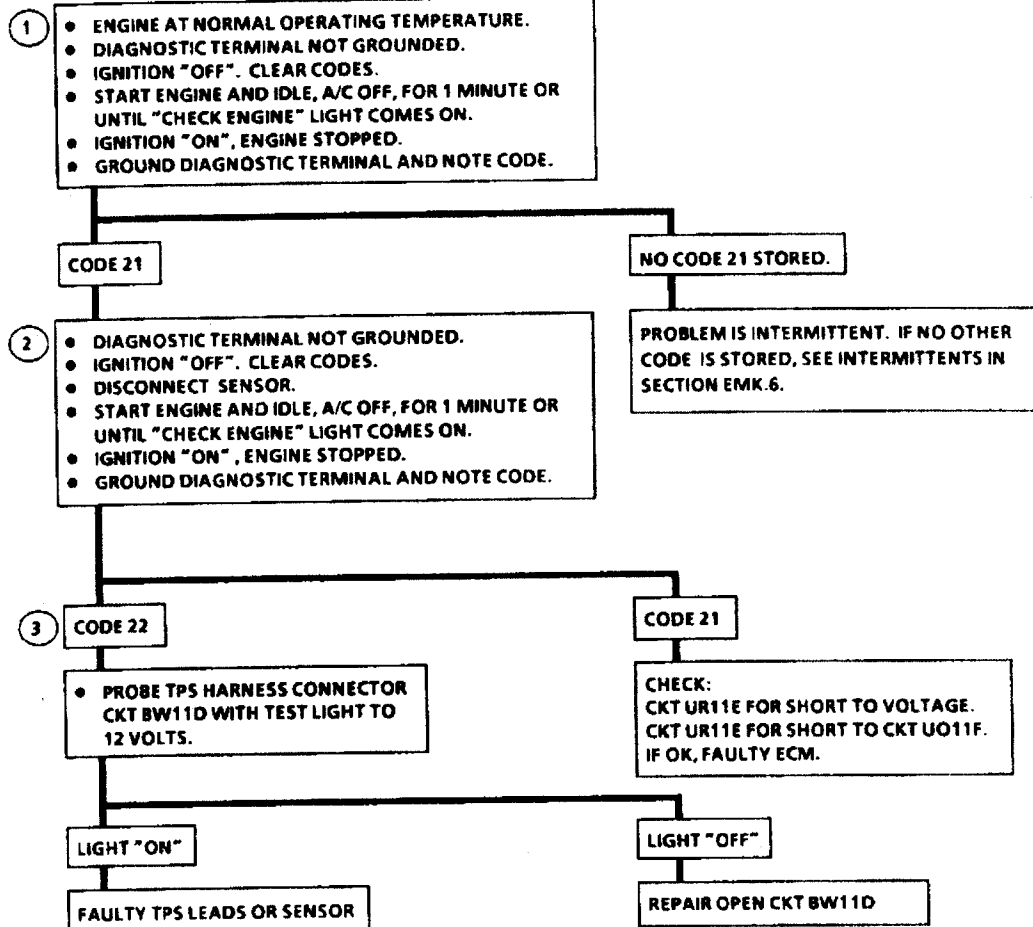 1
• ENGINE AT NORMAL OPERATING TEMPERATURE.
• DIAGNOSTIC TERMINAL NOT GROUNDED.
• IGNITION "OFF". CLEAR CODES.
• START ENGINE AND IDLE, A/C OFF, FOR 1 MINUTE OR
UNTIL "CHECK ENGINE" LIGHT COMES ON.
• IGNITION "ON", ENGINE STOPPED.
• GROUND DIAGNOSTIC TERMINAL AND NOTE CODE.
CODE 21
NO CODE 21 STORED.
PROBLEM IS INTERMITTENT. IF NO OTHER
CODE IS STORED, SEE INTERMITTENTS IN
SECTION EMK.6.
2
• DIAGNOSTIC TERMINAL NOT GROUNDED.
• IGNITION "OFF". CLEAR CODES.
• DISCONNECT SENSOR.
• START ENGINE AND IDLE, A/C OFF, FOR 1 MINUTE OR
UNTIL "CHECK ENGINE" LIGHT COMES ON.
• IGNITION "ON", ENGINE STOPPED.
• GROUND DIAGNOSTIC TERMINAL AND NOTE CODE.
3
CODE 22
CODE 21
• PROBE TPS HARNESS CONNECTOR
CKT BW11D WITH TEST LIGHT TO
12 VOLTS.
CHECK:
CKT UR11E FOR SHORT TO VOLTAGE.
CKT UR11E FOR SHORT TO CKT UO11F.
IF OK, FAULTY ECM.
LIGHT "ON"
LIGHT "OFF"
FAULTY TPS LEADS OR SENSOR
REPAIR OPEN CKT BW11D